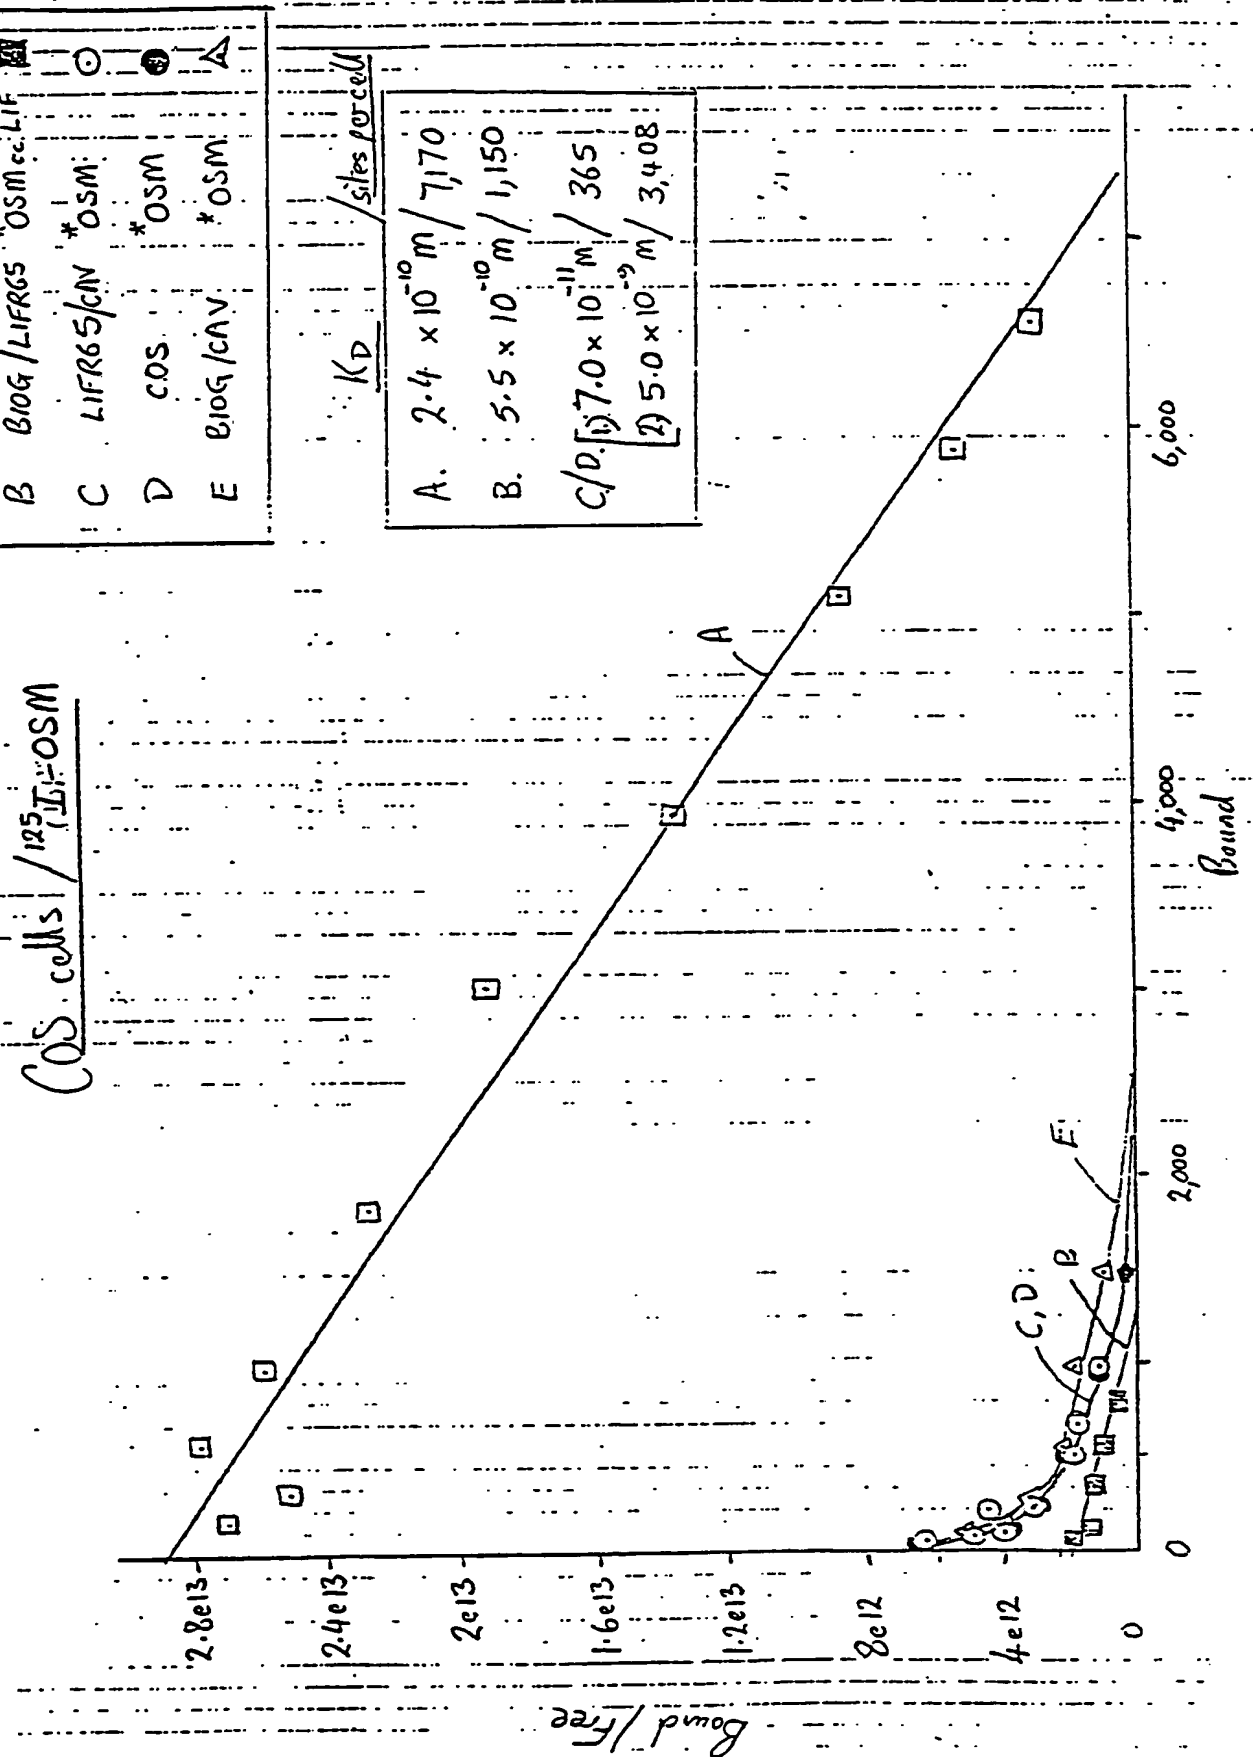 COS cells / 125(I)-OSM
B BIOG/LIFR65 *OSM cc. LIF
C LIFR65/CAV *OSM
D COS *OSM
E BIOG/CAV *OSM
KD / sites per cell
A. 2.4 x 10^-10 m / 7,170
B. 5.5 x 10^-10 m / 1,150
C/D. [1) 7.0 x 10^-11 m / 365
[2) 5.0 x 10^-9 m / 3,408
Bound / Free
2.8e13
2.4e13
2e13
1.6e13
1.2e13
8e12
4e12
0
A
C, D
B
E
0
2,000
4,000
6,000
Bound